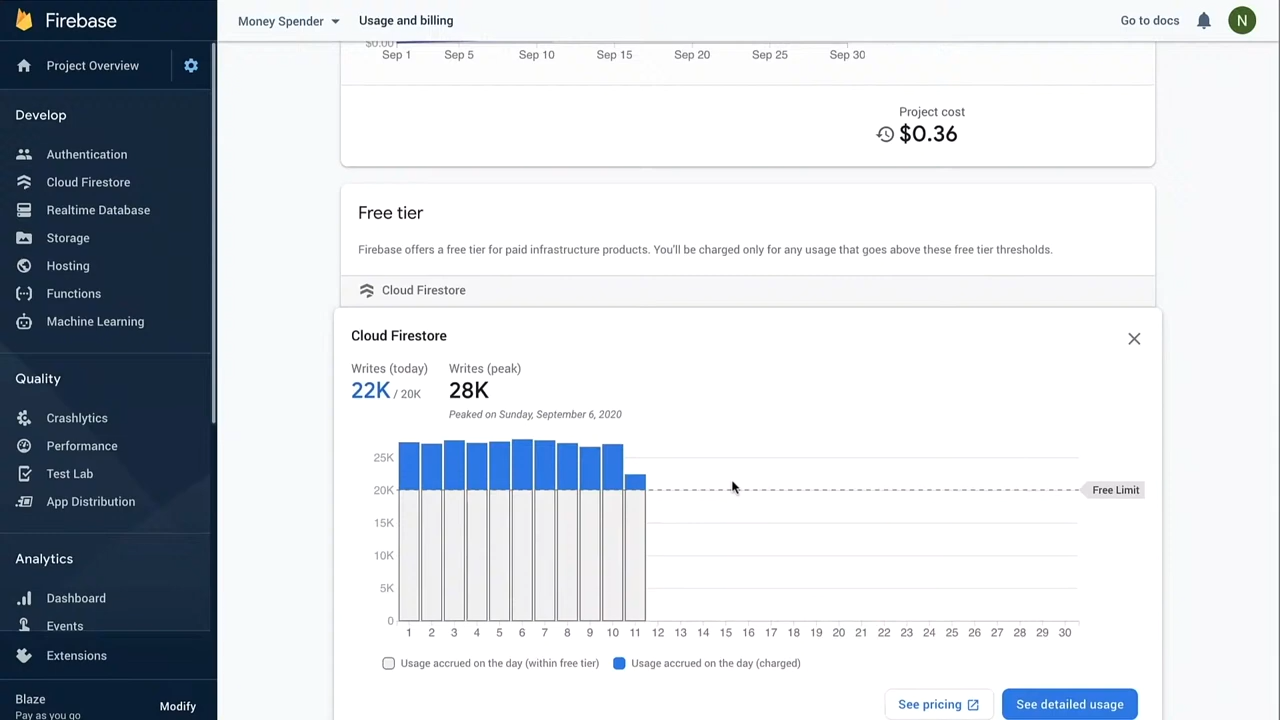 Firebase
Money Spender
Usage and billing
Go to docs
N
Project Overview
Develop
Authentication
Cloud Firestore
Realtime Database
Storage
Hosting
Functions
Machine Learning
Quality
Crashlytics
Performance
Test Lab
App Distribution
Analytics
Dashboard
Events
Extensions
Blaze
Pay as you go
Modify
$0.00
Sep 1 Sep 5 Sep 10 Sep 15 Sep 20 Sep 25 Sep 30
Project cost
$0.36
Free tier
Firebase offers a free tier for paid infrastructure products. You'll be charged only for any usage that goes above these free tier thresholds.
Cloud Firestore
Cloud Firestore
Writes (today) Writes (peak)
22K / 20K 28K
Peaked on Sunday, September 6, 2020
25K
20K
Free Limit
15K
10K
5K
0
1 2 3 4 5 6 7 8 9 10 11 12 13 14 15 16 17 18 19 20 21 22 23 24 25 26 27 28 29 30
Usage accrued on the day (within free tier) Usage accrued on the day (charged)
See pricing See detailed usage